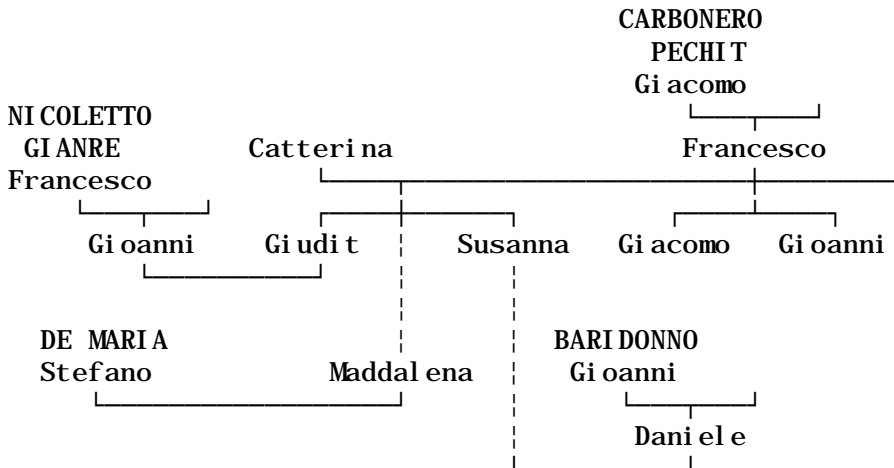 CARBONERO
PECHIT
Giacomo
NICOLETTO
GIANRE Catterina Francesco
Francesco
Gioanni Giudit Susanna Giacomo Gioanni
DE MARIA BARIDONNO
Stefano Maddalena Gioanni
Daniele